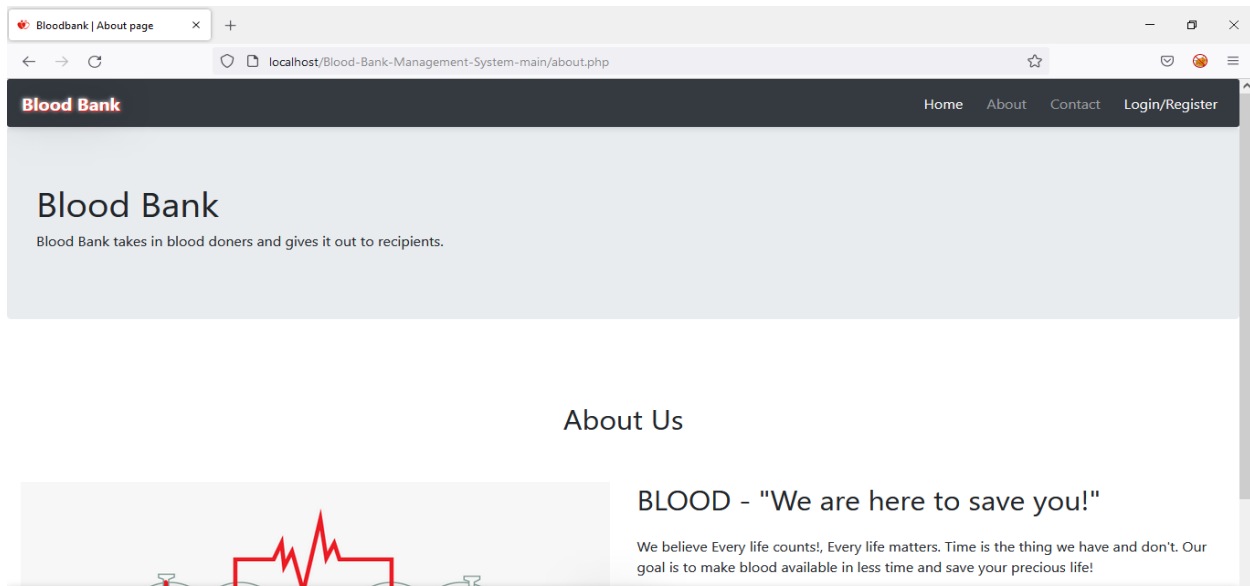 Bloodbank | About page
localhost/Blood-Bank-Management-System-main/about.php
Blood Bank
Home About Contact Login/Register
Blood Bank
Blood Bank takes in blood doners and gives it out to recipients.
About Us
BLOOD - "We are here to save you!"
We believe Every life counts!, Every life matters. Time is the thing we have and don't. Our
goal is to make blood available in less time and save your precious life!